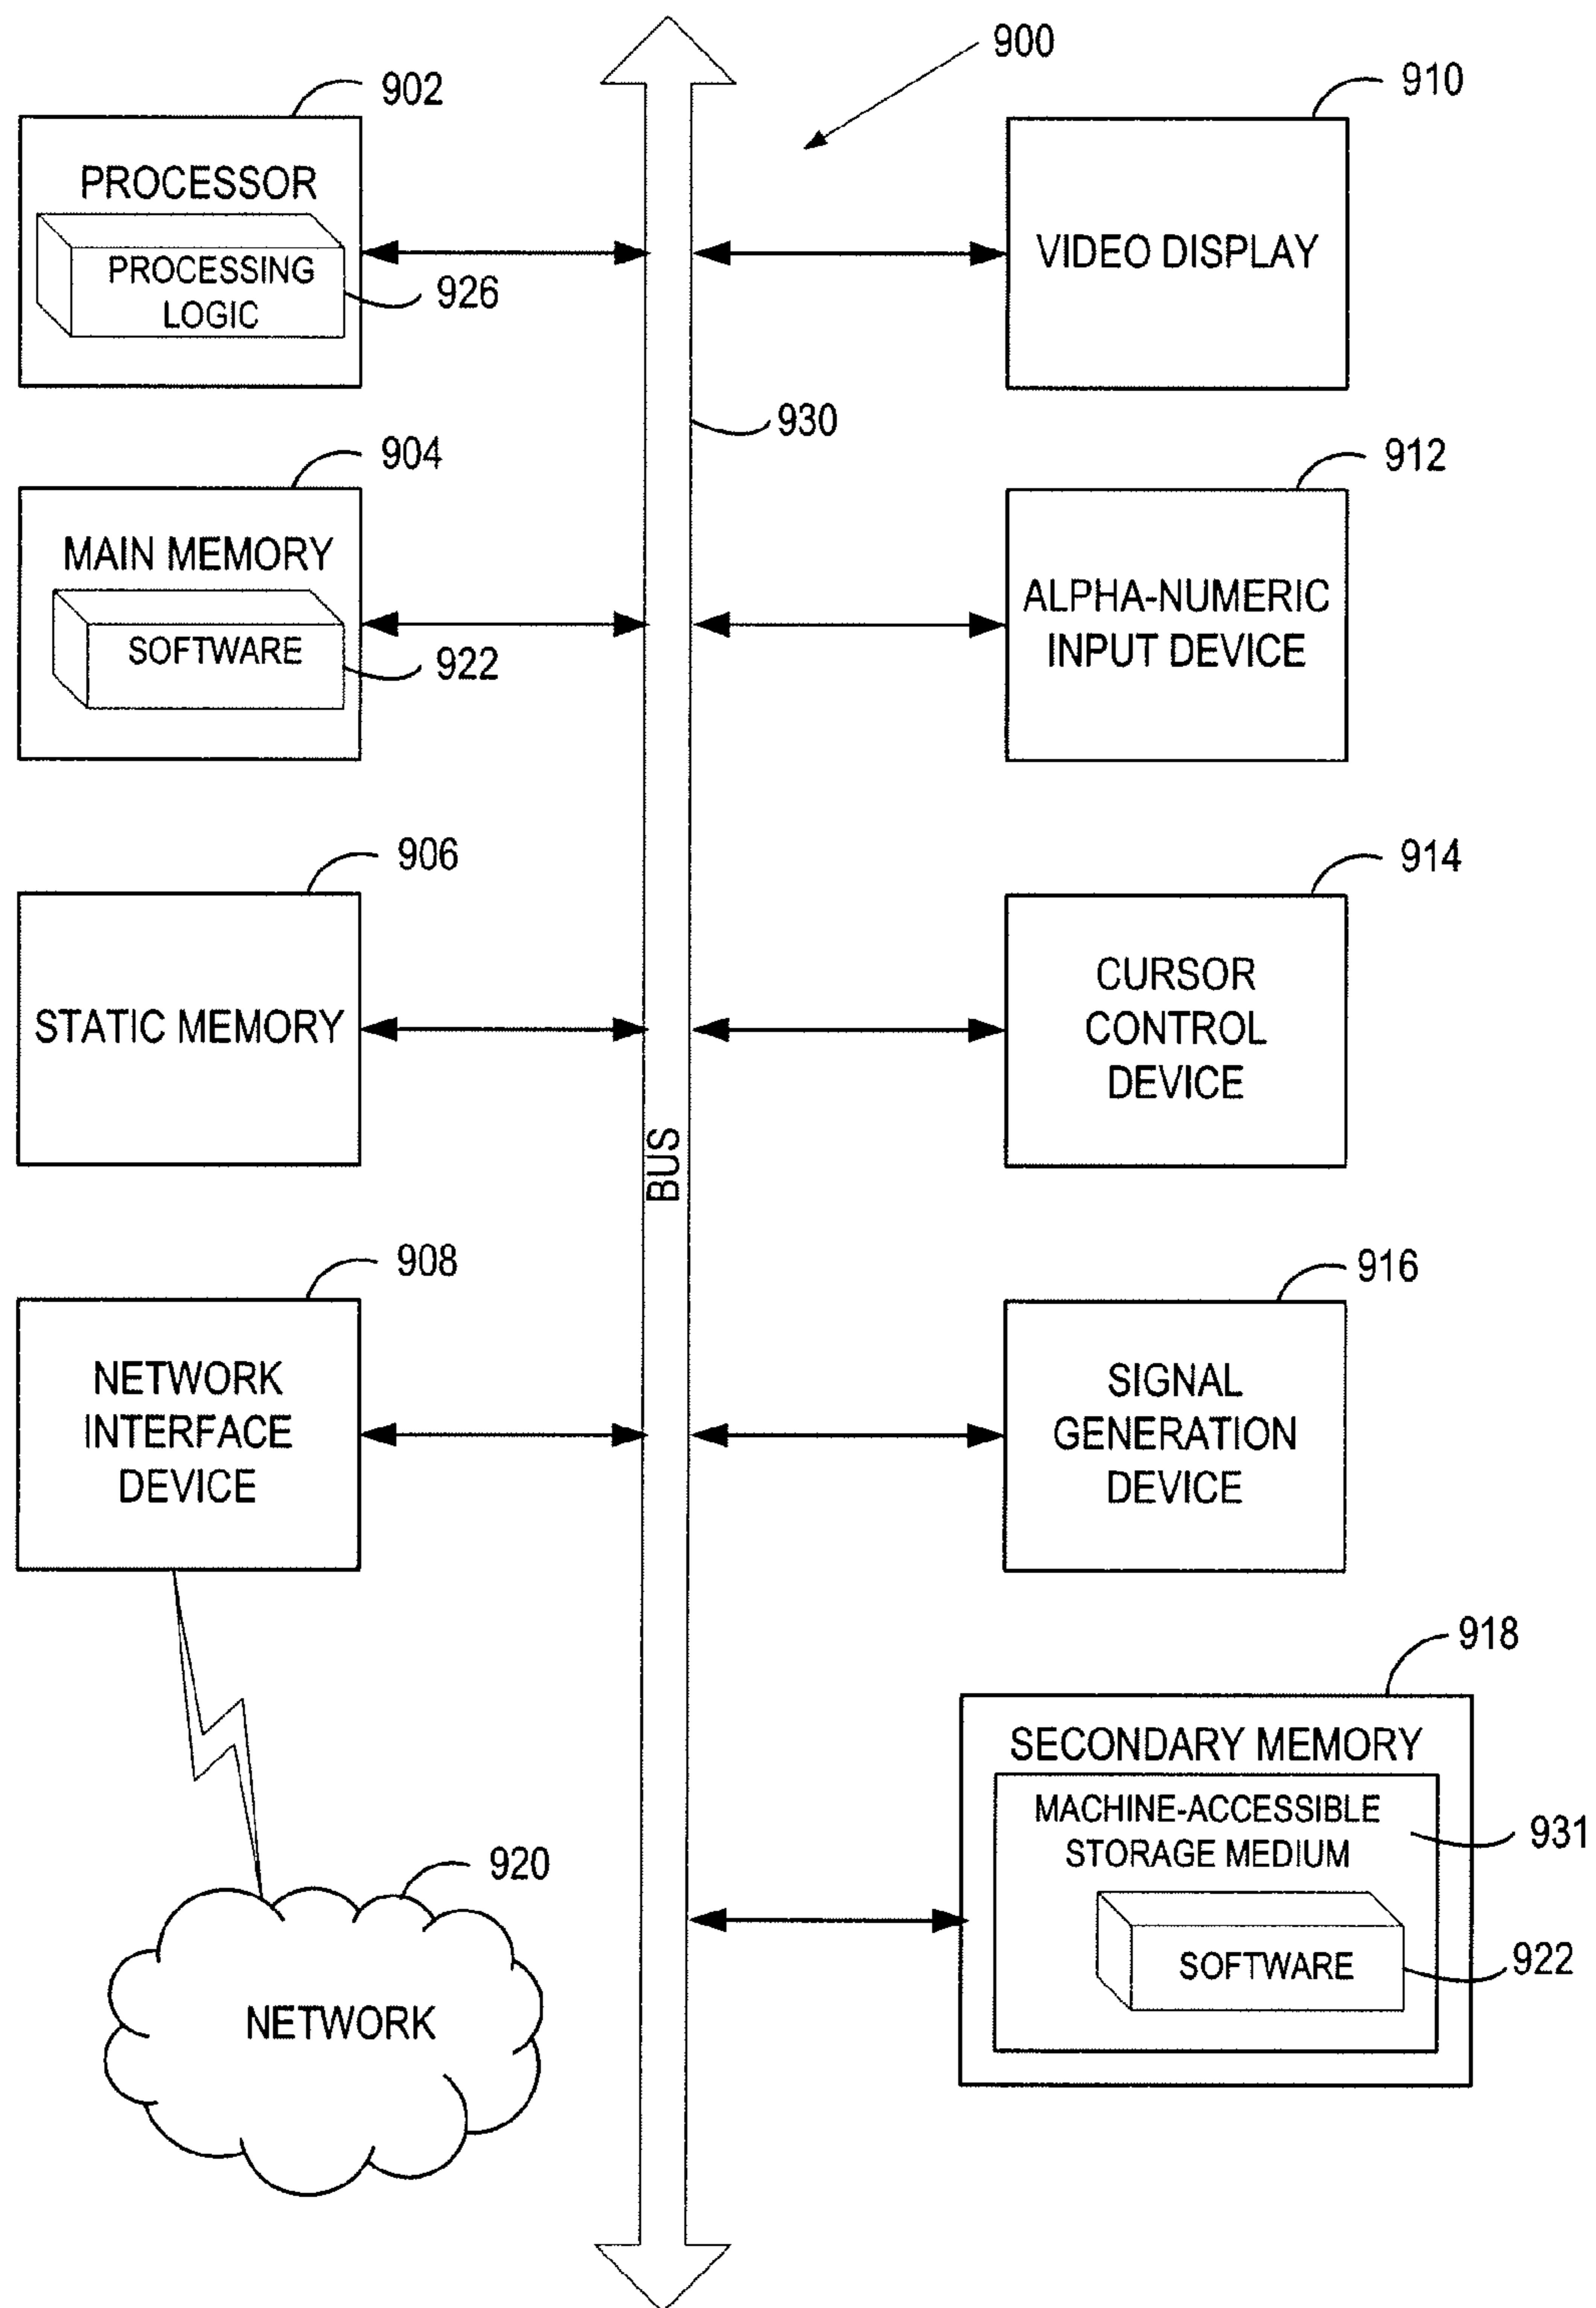 900
902
PROCESSOR
PROCESSING
LOGIC
926
910
VIDEO DISPLAY
930
904
MAIN MEMORY
SOFTWARE
922
912
ALPHA-NUMERIC
INPUT DEVICE
906
STATIC MEMORY
914
CURSOR
CONTROL
DEVICE
BUS
908
NETWORK
INTERFACE
DEVICE
916
SIGNAL
GENERATION
DEVICE
918
SECONDARY MEMORY
MACHINE-ACCESSIBLE
STORAGE MEDIUM
931
SOFTWARE
922
920
NETWORK